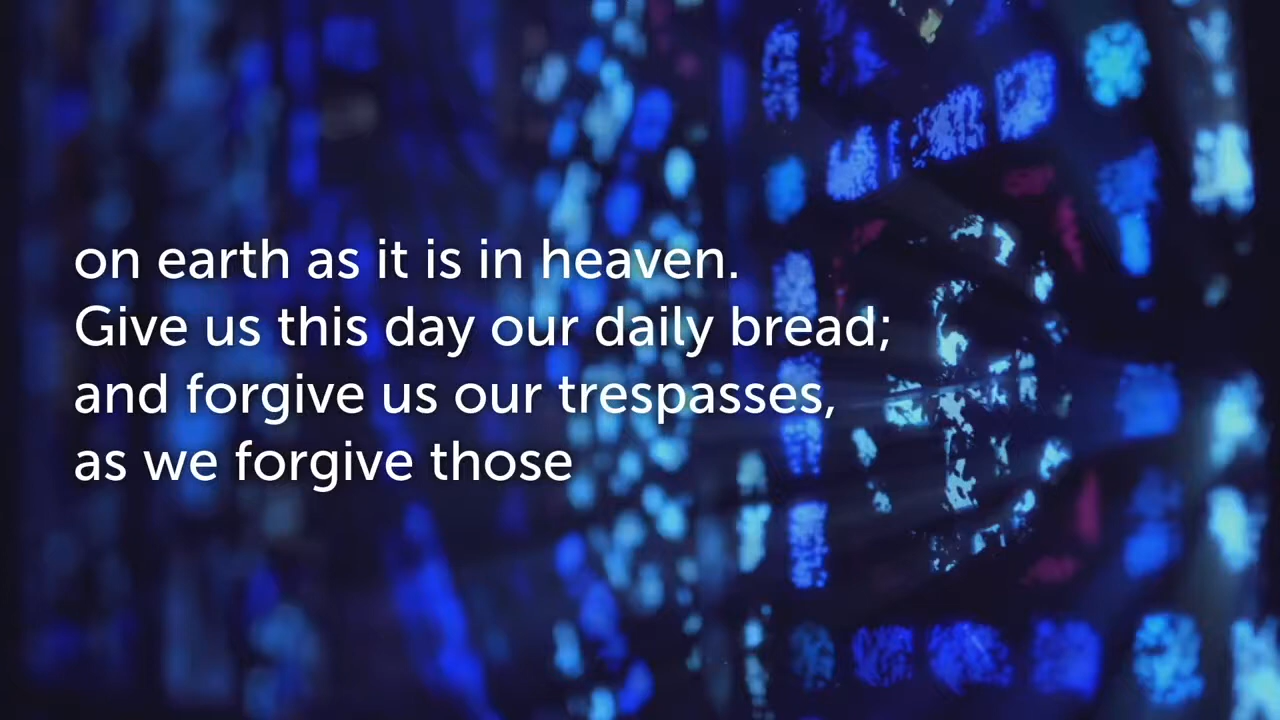 on earth as it is in heaven.
Give us this day our daily bread;
and forgive us our trespasses,
as we forgive those